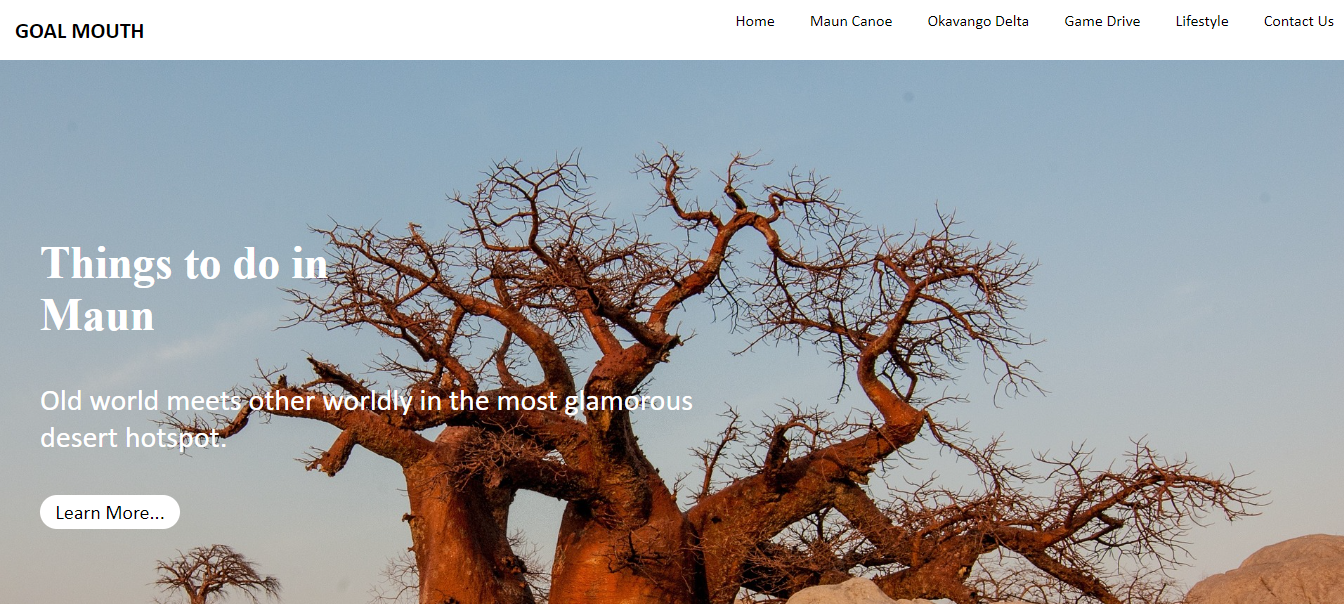 GOAL MOUTH
Home Maun Canoe Okavango Delta Game Drive Lifestyle Contact Us
Things to do in
Maun
Old world meets other worldly in the most glamorous
desert hotspot.
Learn More...